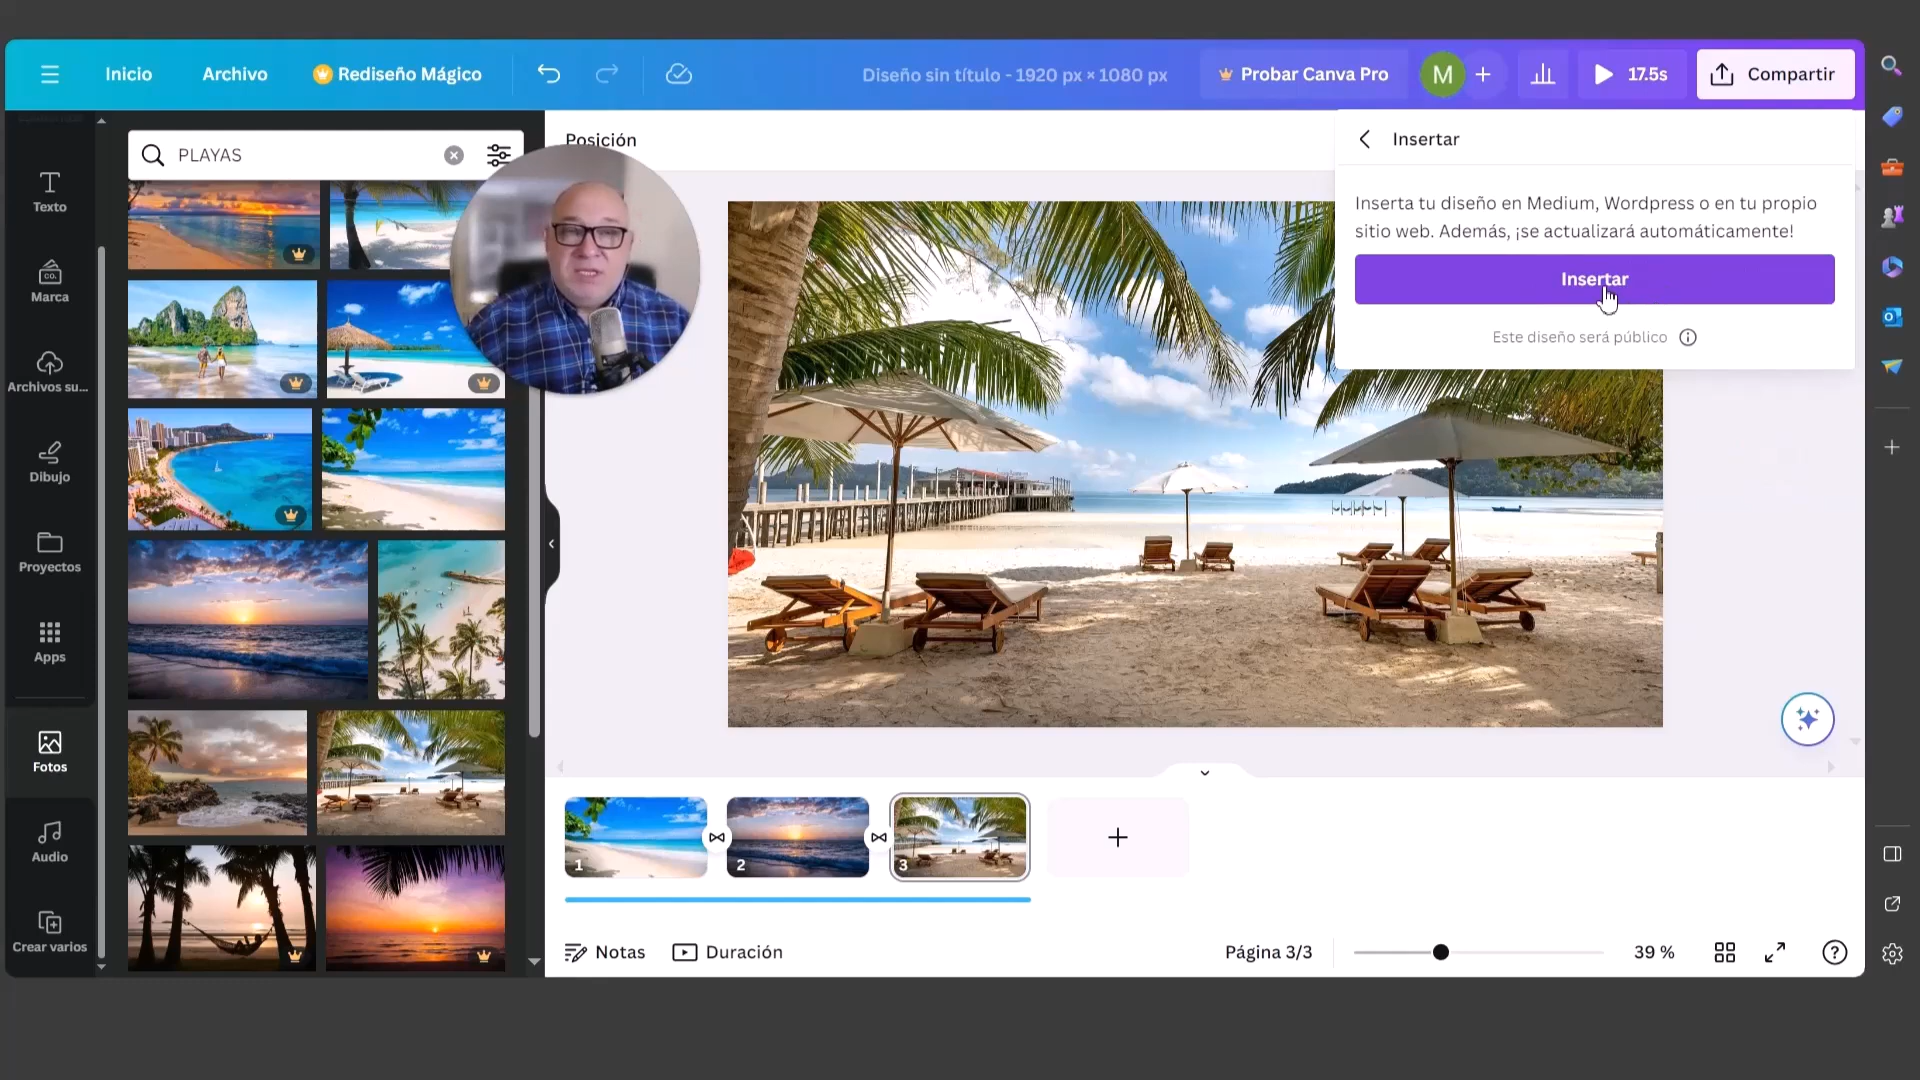 Inicio
Archivo
Rediseño Mágico
Diseño sin título - 1920 px × 1080 px
Probar Canva Pro
M
17.5s
Compartir
PLAYAS
Posición
Insertar
Inserta tu diseño en Medium, Wordpress o en tu propio
sitio web. Además, ¡se actualizará automáticamente!
Insertar
Este diseño será público
Texto
CO.
Marca
Archivos su...
Dibujo
Proyectos
Apps
Fotos
Audio
Crear varios
1
2
3
Notas
Duración
Página 3/3
39 %